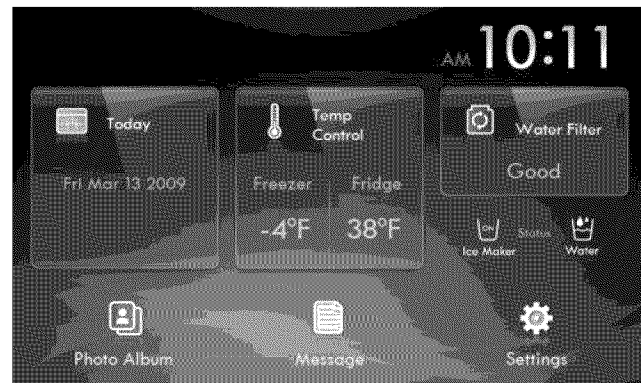 AM 10:11
Today
Fri Mar 13 2009
Temp
Control
Freezer Fridge
-4°F 38°F
Water Filter
Good
ON
Ice Maker Status Water
Photo Album Message Settings